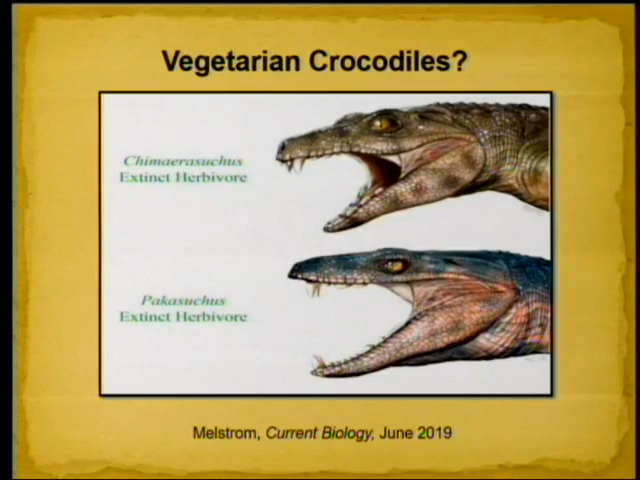 Vegetarian Crocodiles?
Chimaerasuchus
Extinct Herbivore
Pakasuchus
Extinct Herbivore
Melstrom, Current Biology, June 2019